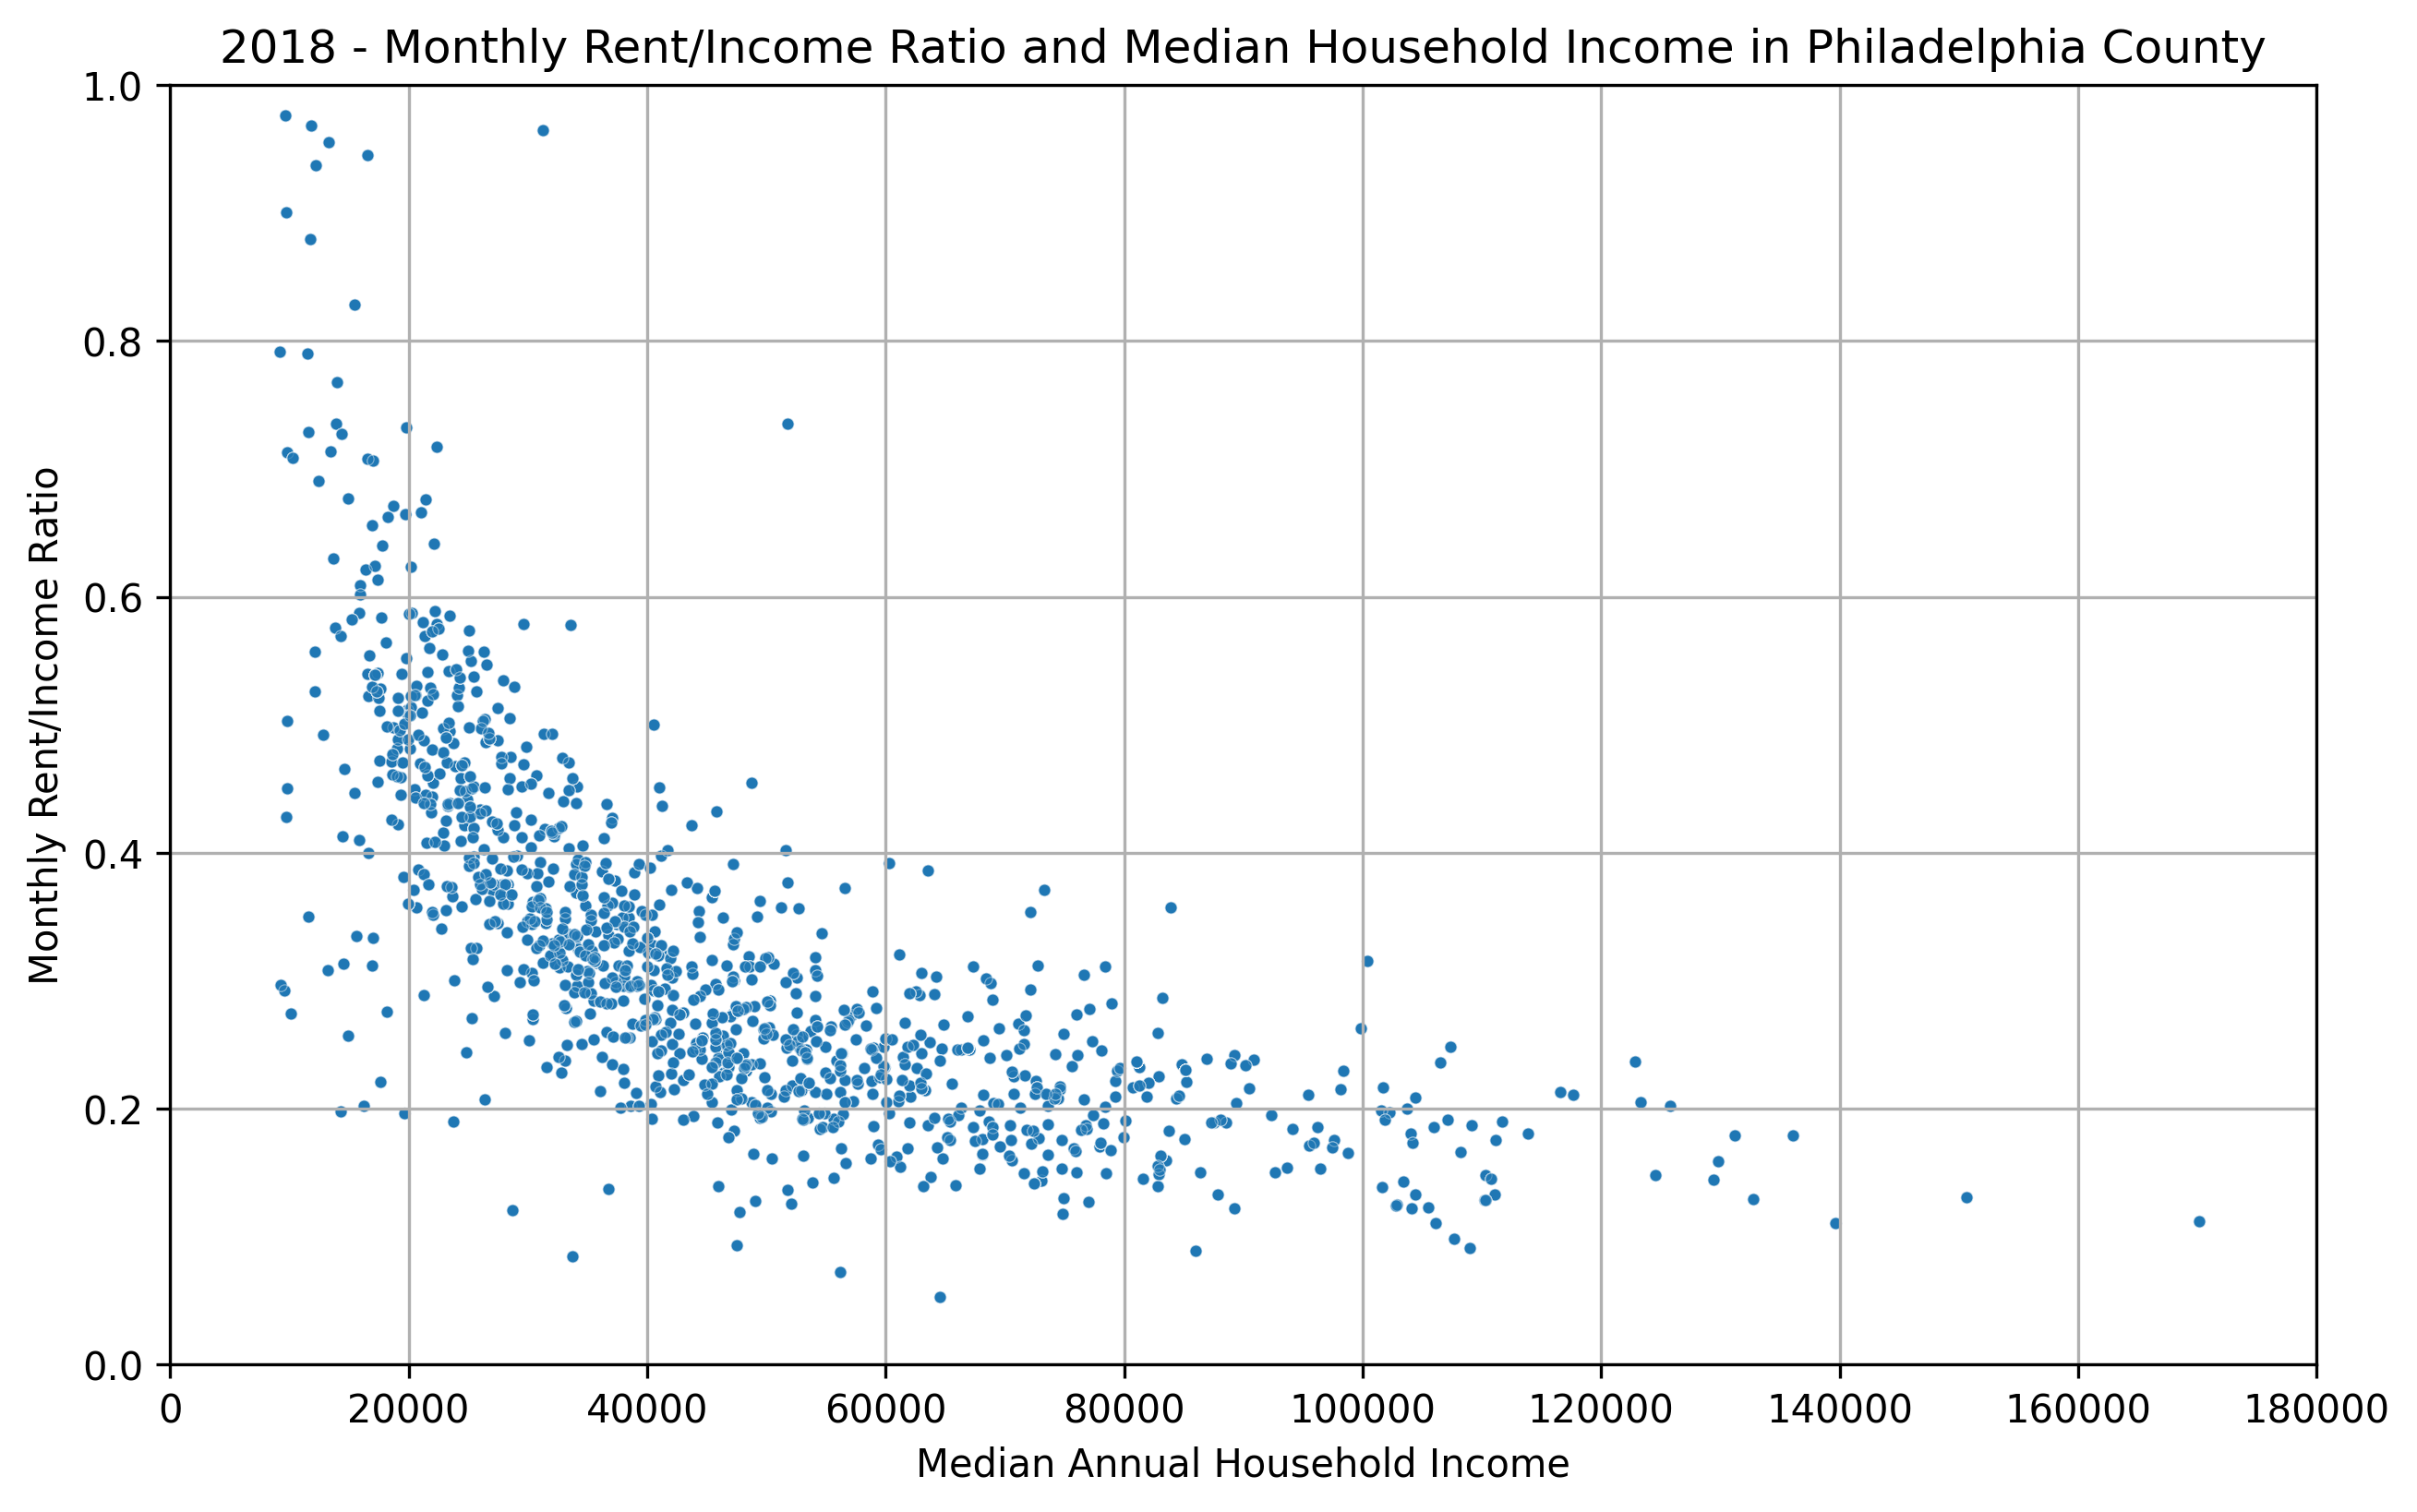 2018 - Monthly Rent/Income Ratio and Median Household Income in Philadelphia County
1.0
0.8
0.6
0.4
0.2
0.0
Monthly Rent/Income Ratio
0 20000 40000 60000 80000 100000 120000 140000 160000 180000
Median Annual Household Income